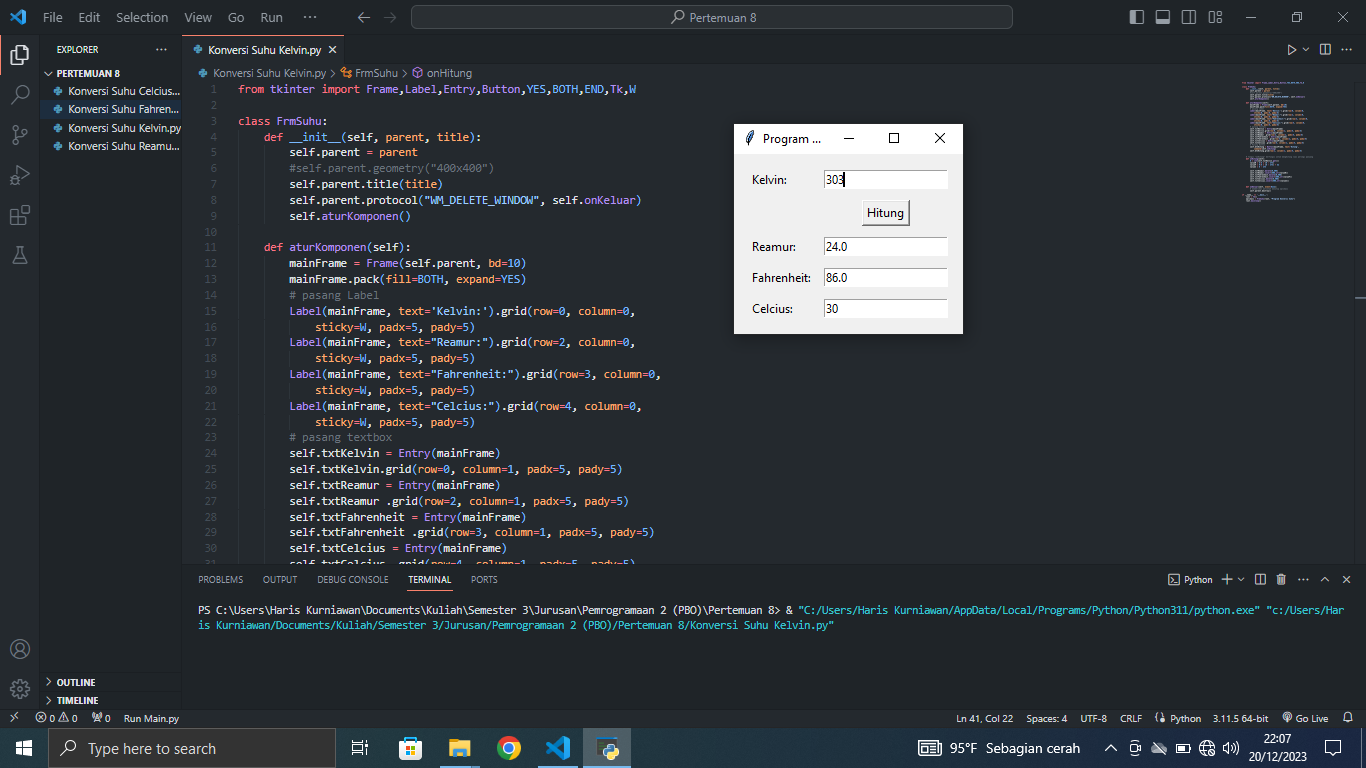 File Edit Selection View Go Run ··· Pertemuan 8
EXPLORER ···
PERTEMUAN 8
Konversi Suhu Celcius...
Konversi Suhu Fahren...
Konversi Suhu Kelvin.py
Konversi Suhu Reamu...
OUTLINE
TIMELINE
Konversi Suhu Kelvin.py
Konversi Suhu Kelvin.py > FrmSuhu > onHitung
1 from tkinter import Frame,Label,Entry,Button,YES,BOTH,END,Tk,W
2
3 class FrmSuhu:
4 def __init__(self, parent, title):
5 self.parent = parent
6 #self.parent.geometry("400x400")
7 self.parent.title(title)
8 self.parent.protocol("WM_DELETE_WINDOW", self.onKeluar)
9 self.aturKomponen()
10
11 def aturKomponen(self):
12 mainFrame = Frame(self.parent, bd=10)
13 mainFrame.pack(fill=BOTH, expand=YES)
14 # pasang Label
15 Label(mainFrame, text='Kelvin:').grid(row=0, column=0,
16 sticky=W, padx=5, pady=5)
17 Label(mainFrame, text="Reamur:").grid(row=2, column=0,
18 sticky=W, padx=5, pady=5)
19 Label(mainFrame, text="Fahrenheit:").grid(row=3, column=0,
20 sticky=W, padx=5, pady=5)
21 Label(mainFrame, text="Celcius:").grid(row=4, column=0,
22 sticky=W, padx=5, pady=5)
23 # pasang textbox
24 self.txtKelvin = Entry(mainFrame)
25 self.txtKelvin.grid(row=0, column=1, padx=5, pady=5)
26 self.txtReamur = Entry(mainFrame)
27 self.txtReamur .grid(row=2, column=1, padx=5, pady=5)
28 self.txtFahrenheit = Entry(mainFrame)
29 self.txtFahrenheit .grid(row=3, column=1, padx=5, pady=5)
30 self.txtCelcius = Entry(mainFrame)
31 self.txtCelcius .grid(row=4, column=1, padx=5, pady=5)
Program ...
Kelvin: 303
Hitung
Reamur: 24.0
Fahrenheit: 86.0
Celcius: 30
PROBLEMS OUTPUT DEBUG CONSOLE TERMINAL PORTS Python
PS C:\Users\Haris Kurniawan\Documents\Kuliah\Semester 3\Jurusan\Pemrogramaan 2 (PBO)\Pertemuan 8> & "C:/Users/Haris Kurniawan/AppData/Local/Programs/Python/Python311/python.exe" "c:/Users/Har
is Kurniawan/Documents/Kuliah/Semester 3/Jurusan/Pemrogramaan 2 (PBO)/Pertemuan 8/Konversi Suhu Kelvin.py"
0 0 0 Run Main.py Ln 41, Col 22 Spaces: 4 UTF-8 CRLF Python 3.11.5 64-bit Go Live
Type here to search 95°F Sebagian cerah 22:07
20/12/2023